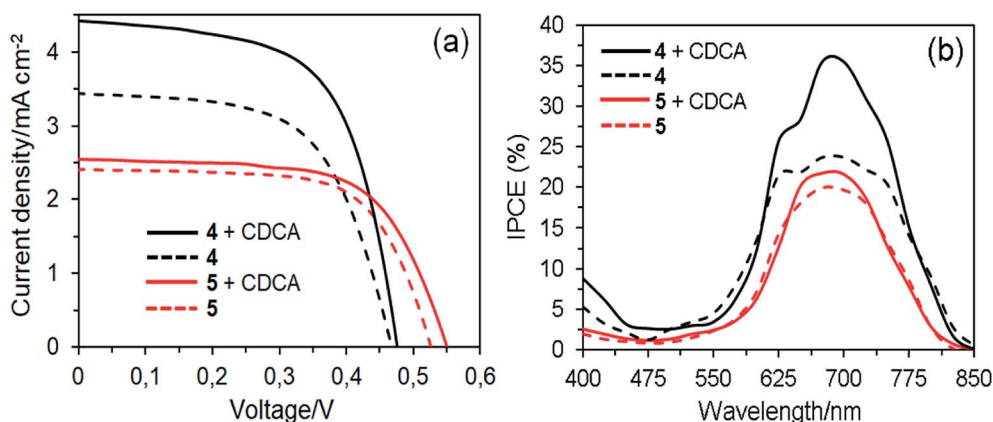 (a)
Current density/mA cm⁻²
4
3
2
1
0
4 + CDCA
4
5 + CDCA
5
0 0,1 0,2 0,3 0,4 0,5 0,6
Voltage/V
(b)
IPCE (%)
40
35
30
25
20
15
10
5
0
4 + CDCA
4
5 + CDCA
5
400 475 550 625 700 775 850
Wavelength/nm